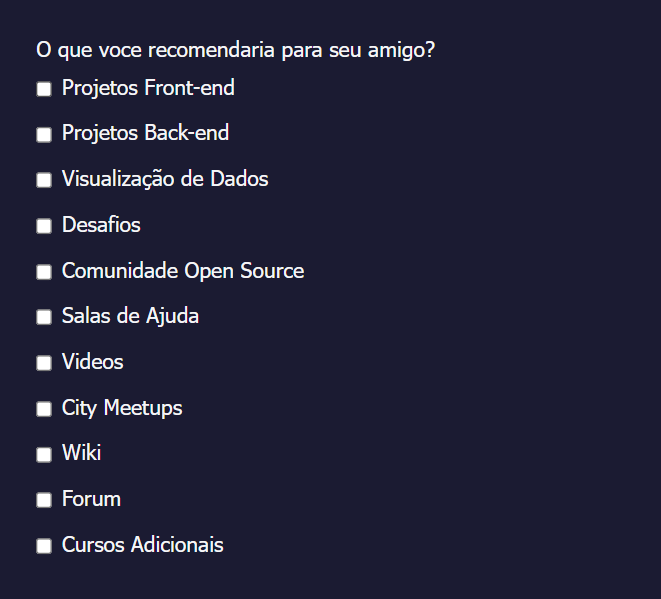 O que voce recomendaria para seu amigo?
Projetos Front-end
Projetos Back-end
Visualização de Dados
Desafios
Comunidade Open Source
Salas de Ajuda
Videos
City Meetups
Wiki
Forum
Cursos Adicionais